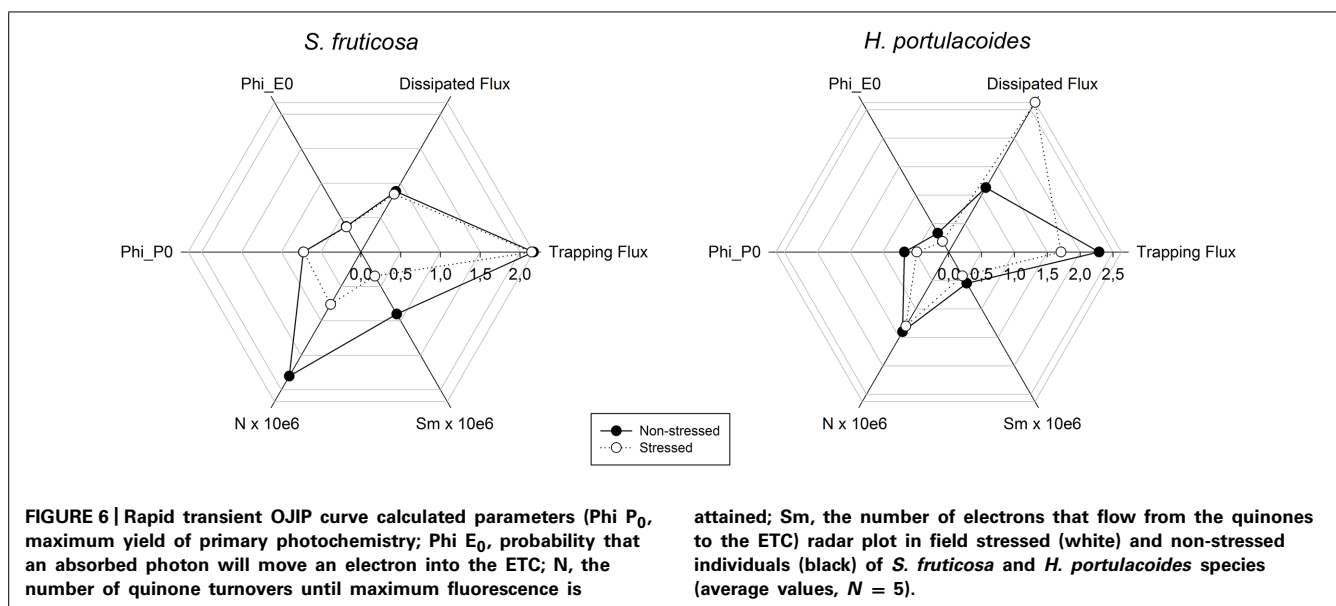 S. fruticosa
H. portulacoides
Phi_E0
Dissipated Flux
Phi_P0
0,0 0,5 1,0 1,5 2,0
Trapping Flux
N x 10e6
Sm x 10e6
Phi_E0
Dissipated Flux
Phi_P0
0,0 0,5 1,0 1,5 2,0 2,5
Trapping Flux
N x 10e6
Sm x 10e6
Non-stressed
Stressed
FIGURE 6 | Rapid transient OJIP curve calculated parameters (Phi P0,
maximum yield of primary photochemistry; Phi E0, probability that
an absorbed photon will move an electron into the ETC; N, the
number of quinone turnovers until maximum fluorescence is
attained; Sm, the number of electrons that flow from the quinones
to the ETC) radar plot in field stressed (white) and non-stressed
individuals (black) of S. fruticosa and H. portulacoides species
(average values, N = 5).